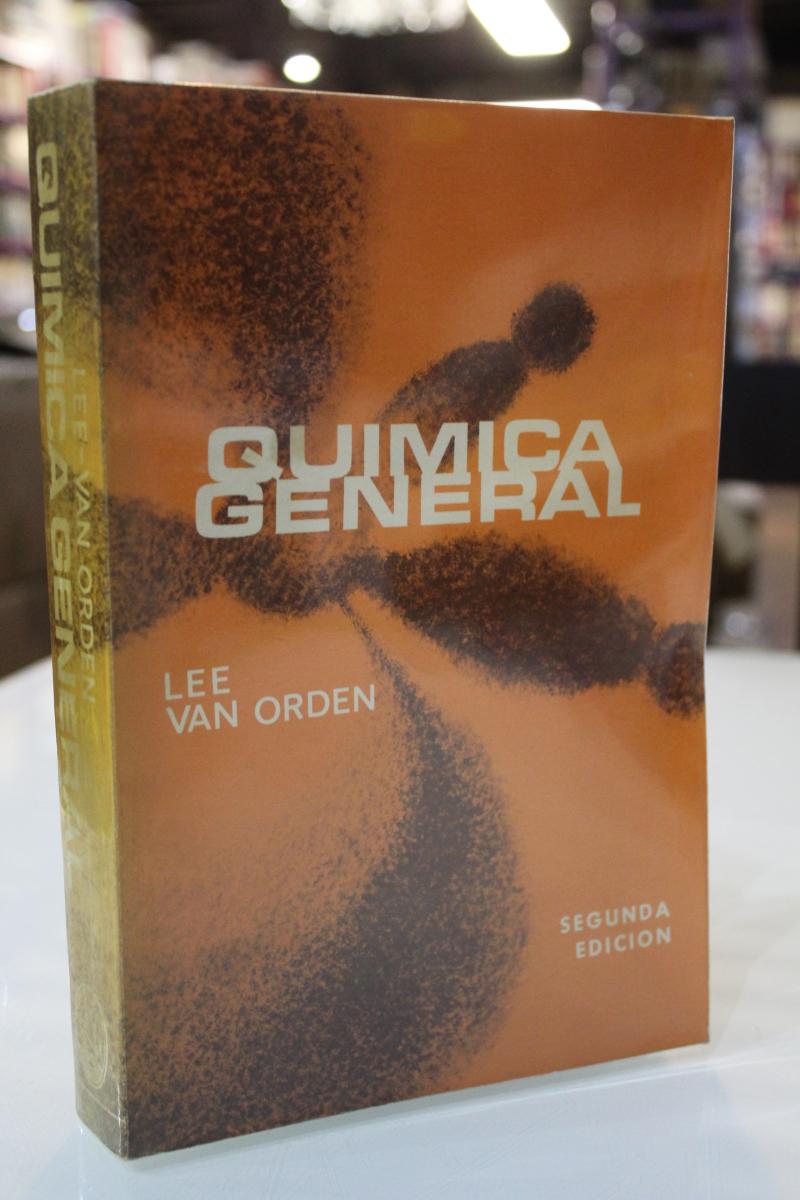 QUIMICA
GENERAL
LEE
VAN ORDEN
SEGUNDA
EDICION
LEE - VAN ORDEN
QUIMICA GENERAL